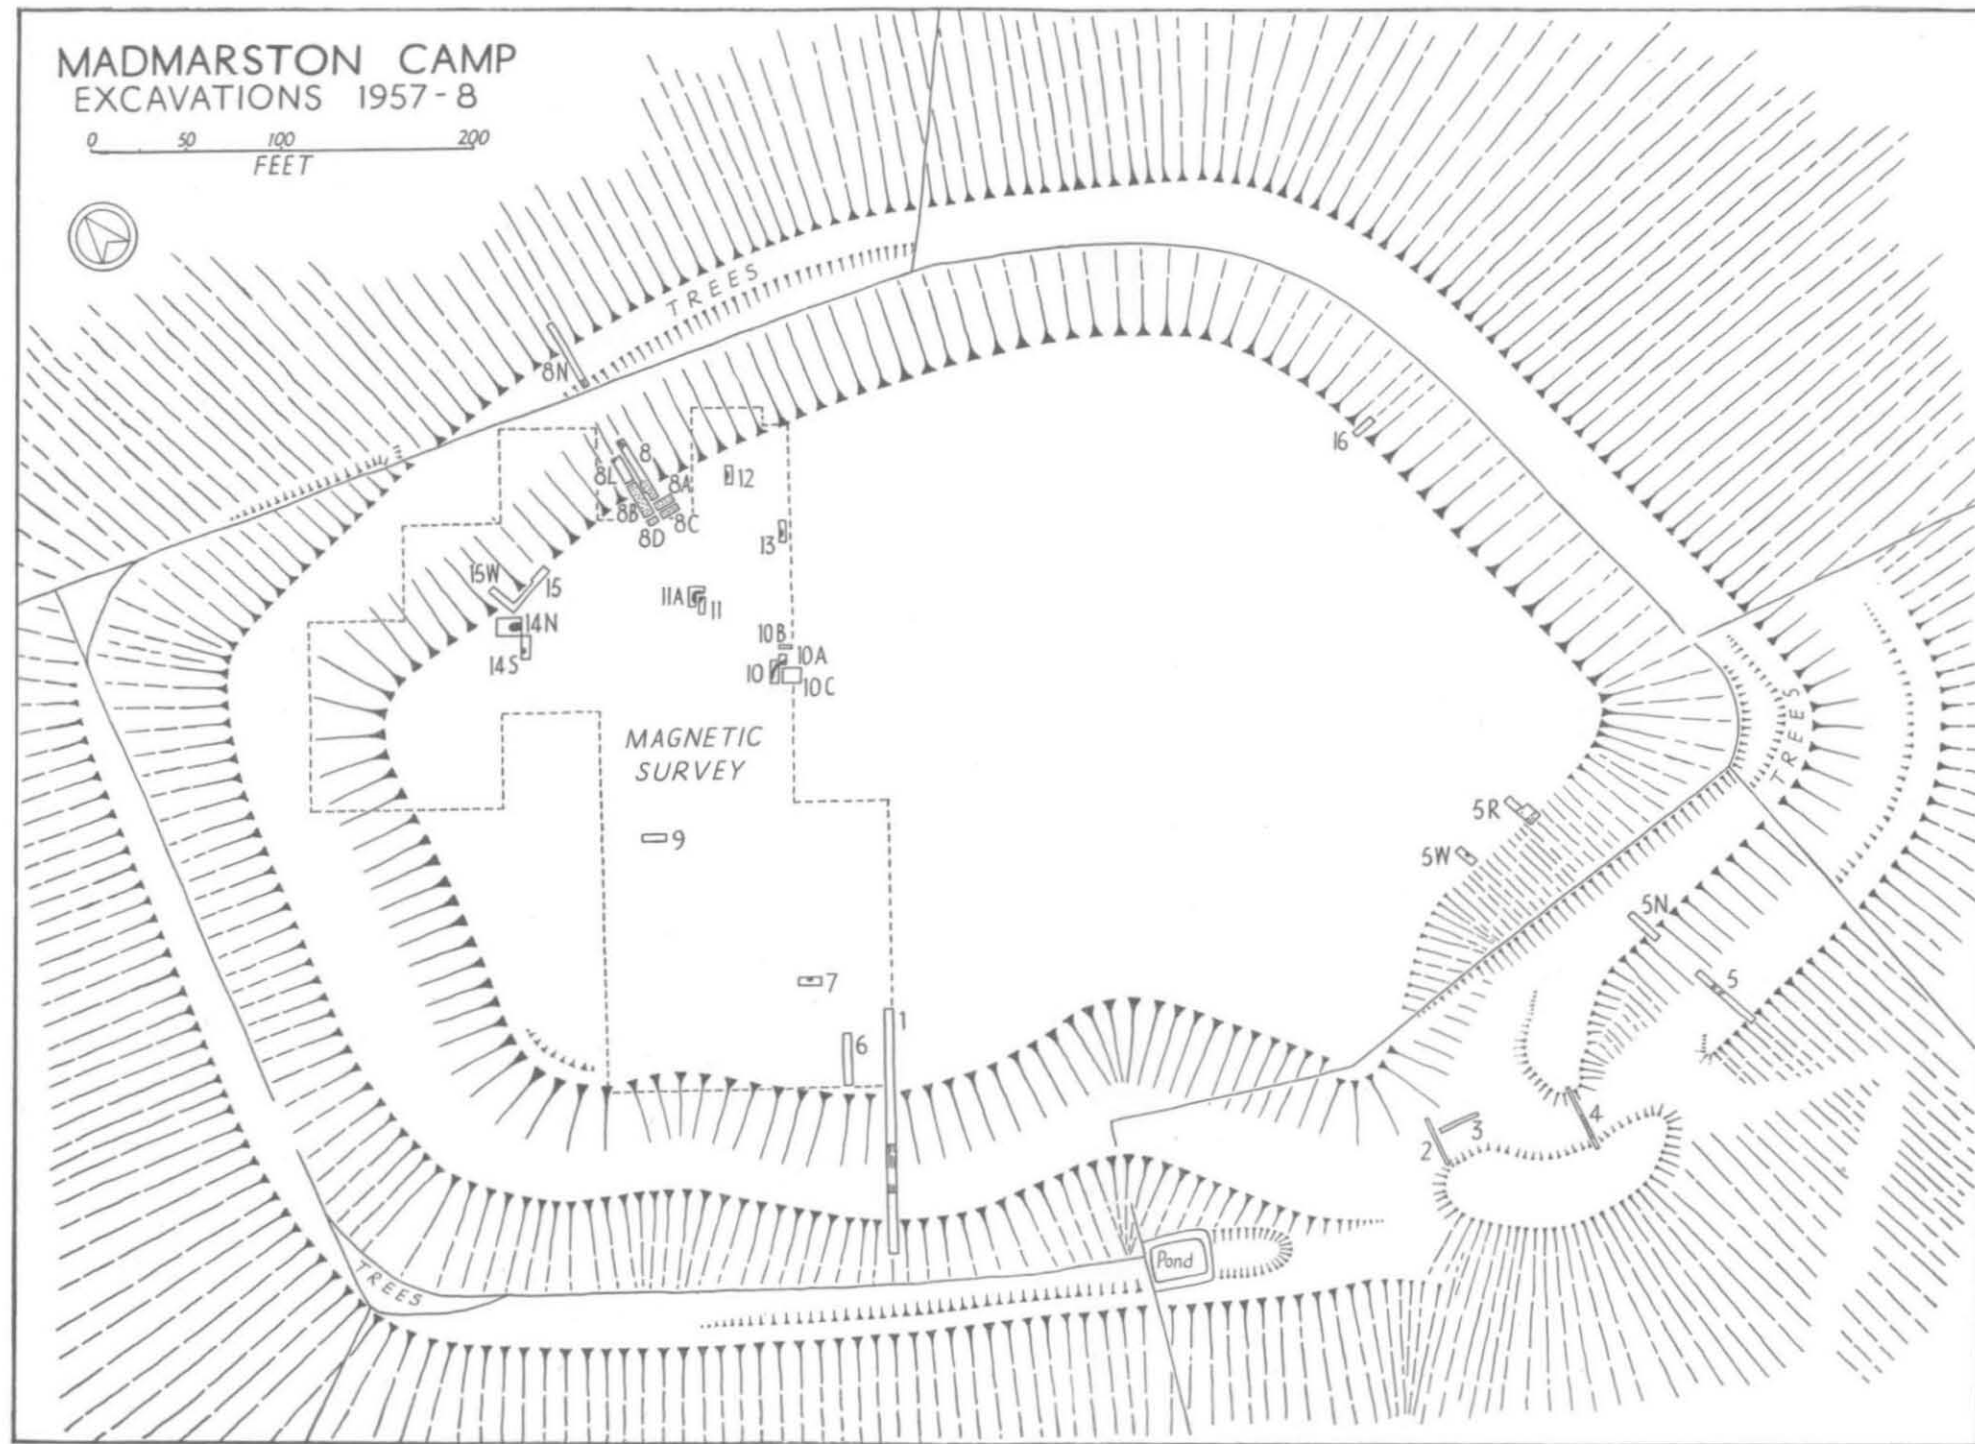 MADMARSTON CAMP
EXCAVATIONS 1957-8
0 50 100 200
FEET
TREES
8N
8
8L
8A
8B
8C
8D
12
16
13
15W
15
11A
11
14N
14S
10B
10A
10
10C
MAGNETIC
SURVEY
TREES
5R
9
5W
5N
7
5
1
6
4
3
2
Pond
TREES